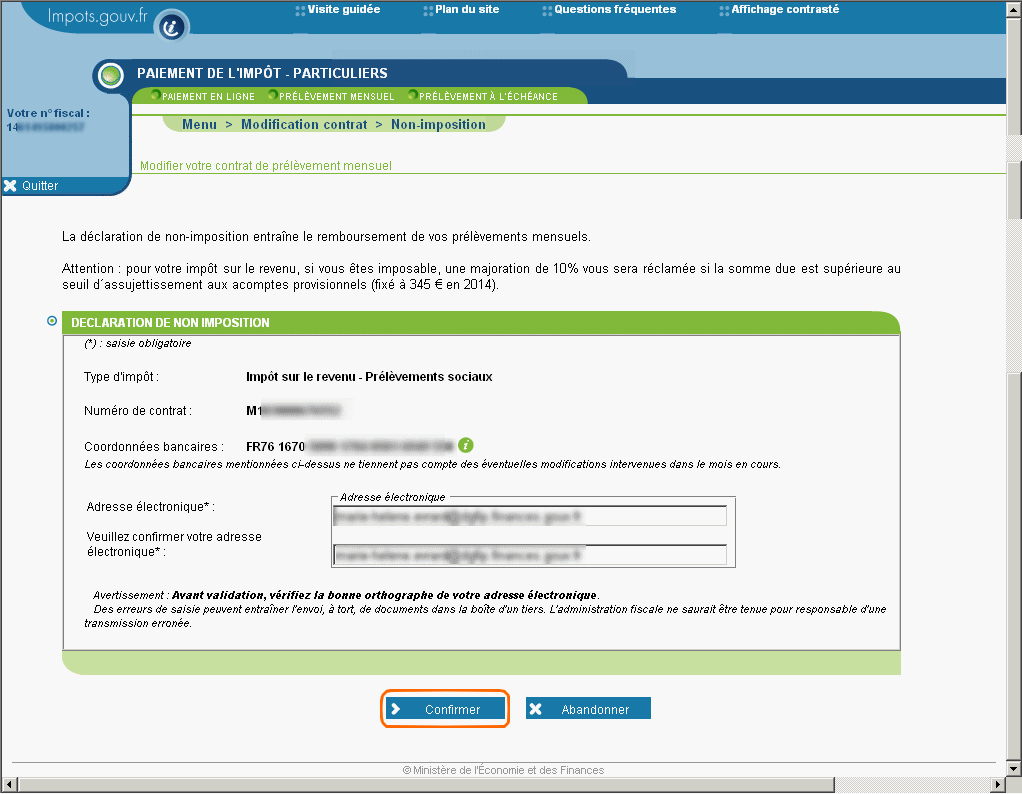 Impots.gouv.fr
Visite guidée
Plan du site
Questions fréquentes
Affichage contrasté
PAIEMENT DE L'IMPÔT - PARTICULIERS
PAIEMENT EN LIGNE
PRÉLÈVEMENT MENSUEL
PRÉLÈVEMENT À L'ÉCHÉANCE
Votre n° fiscal :
14
Menu > Modification contrat > Non-imposition
Modifier votre contrat de prélèvement mensuel
Quitter
La déclaration de non-imposition entraîne le remboursement de vos prélèvements mensuels.
Attention : pour votre impôt sur le revenu, si vous êtes imposable, une majoration de 10% vous sera réclamée si la somme due est supérieure au
seuil d´assujettissement aux acomptes provisionnels (fixé à 345 € en 2014).
DECLARATION DE NON IMPOSITION
(*) : saisie obligatoire
Type d'impôt : Impôt sur le revenu - Prélèvements sociaux
Numéro de contrat : M1
Coordonnées bancaires : FR76 1670
Les coordonnées bancaires mentionnées ci-dessus ne tiennent pas compte des éventuelles modifications intervenues dans le mois en cours.
Adresse électronique
Adresse électronique* :
Veuillez confirmer votre adresse
électronique* :
Avertissement : Avant validation, vérifiez la bonne orthographe de votre adresse électronique.
Des erreurs de saisie peuvent entraîner l'envoi, à tort, de documents dans la boîte d'un tiers. L'administration fiscale ne saurait être tenue pour responsable d'une
transmission erronée.
Confirmer
Abandonner
© Ministère de l'Économie et des Finances